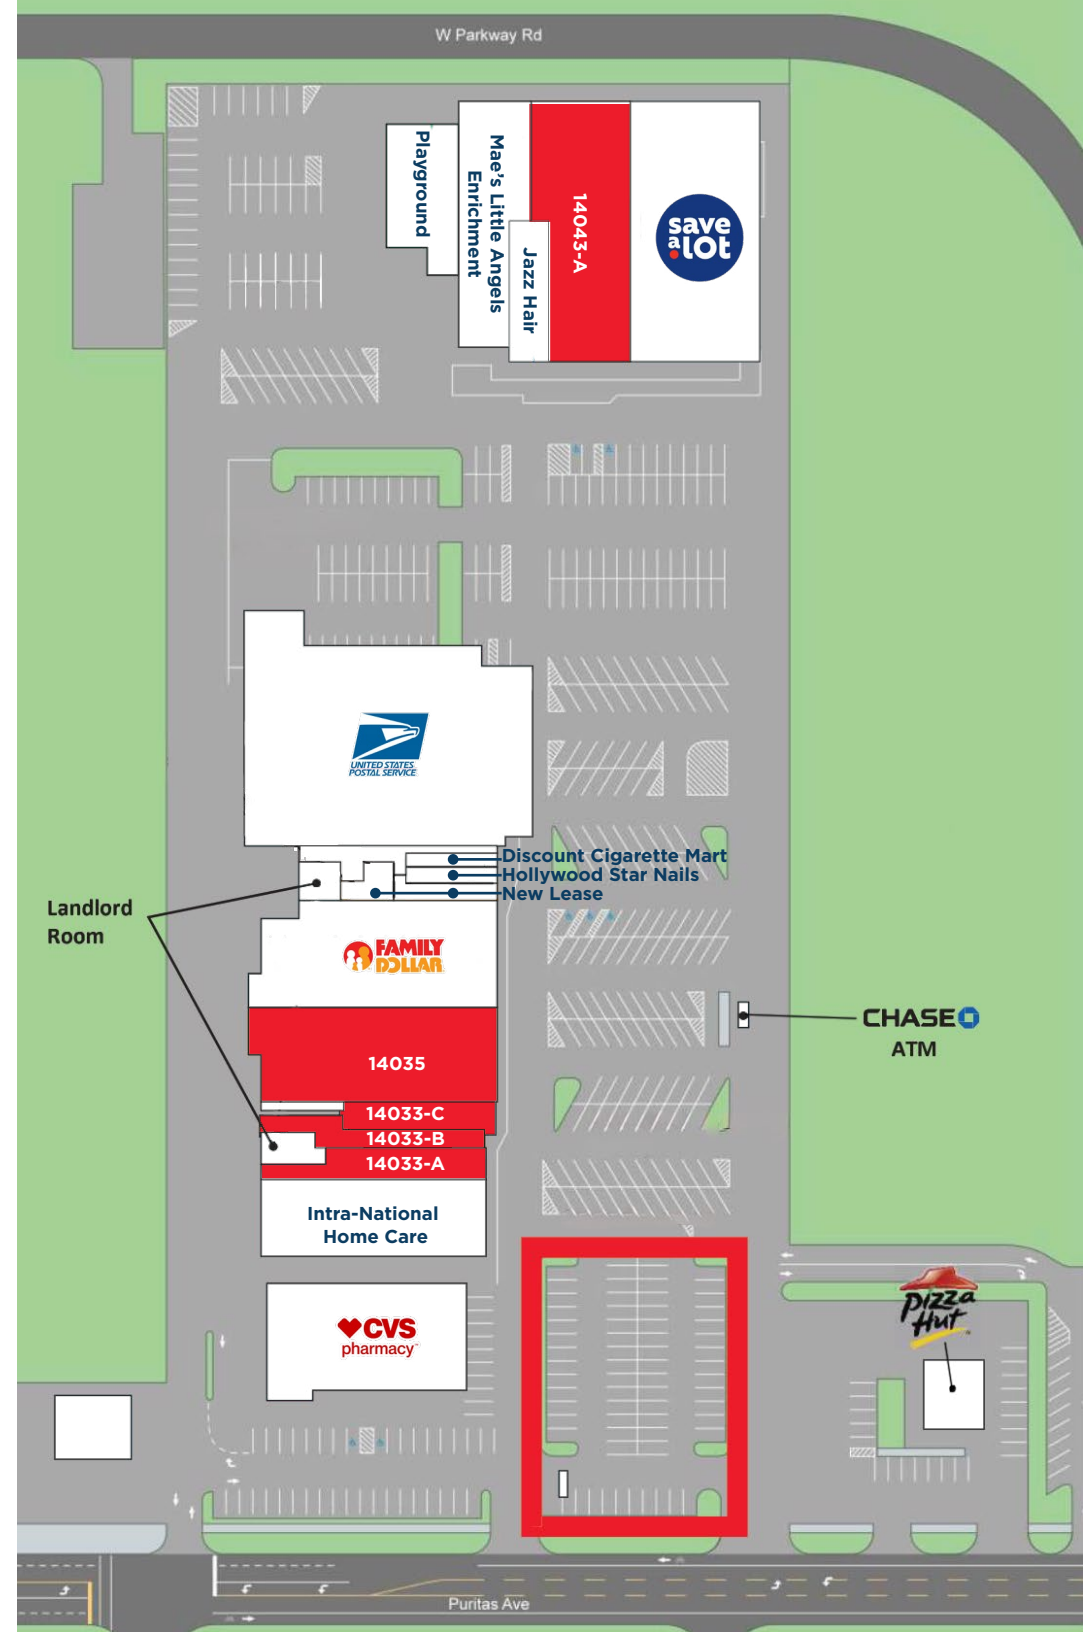 W Parkway Rd
Playground
Mae's Little Angels
Enrichment
Jazz Hair
14043-A
save
a lot
UNITED STATES
POSTAL SERVICE
Discount Cigarette Mart
Hollywood Star Nails
New Lease
Landlord
Room
FAMILY
DOLLAR
CHASE
ATM
14035
14033-C
14033-B
14033-A
Intra-National
Home Care
CVS
pharmacy
Pizza
Hut
Puritas Ave